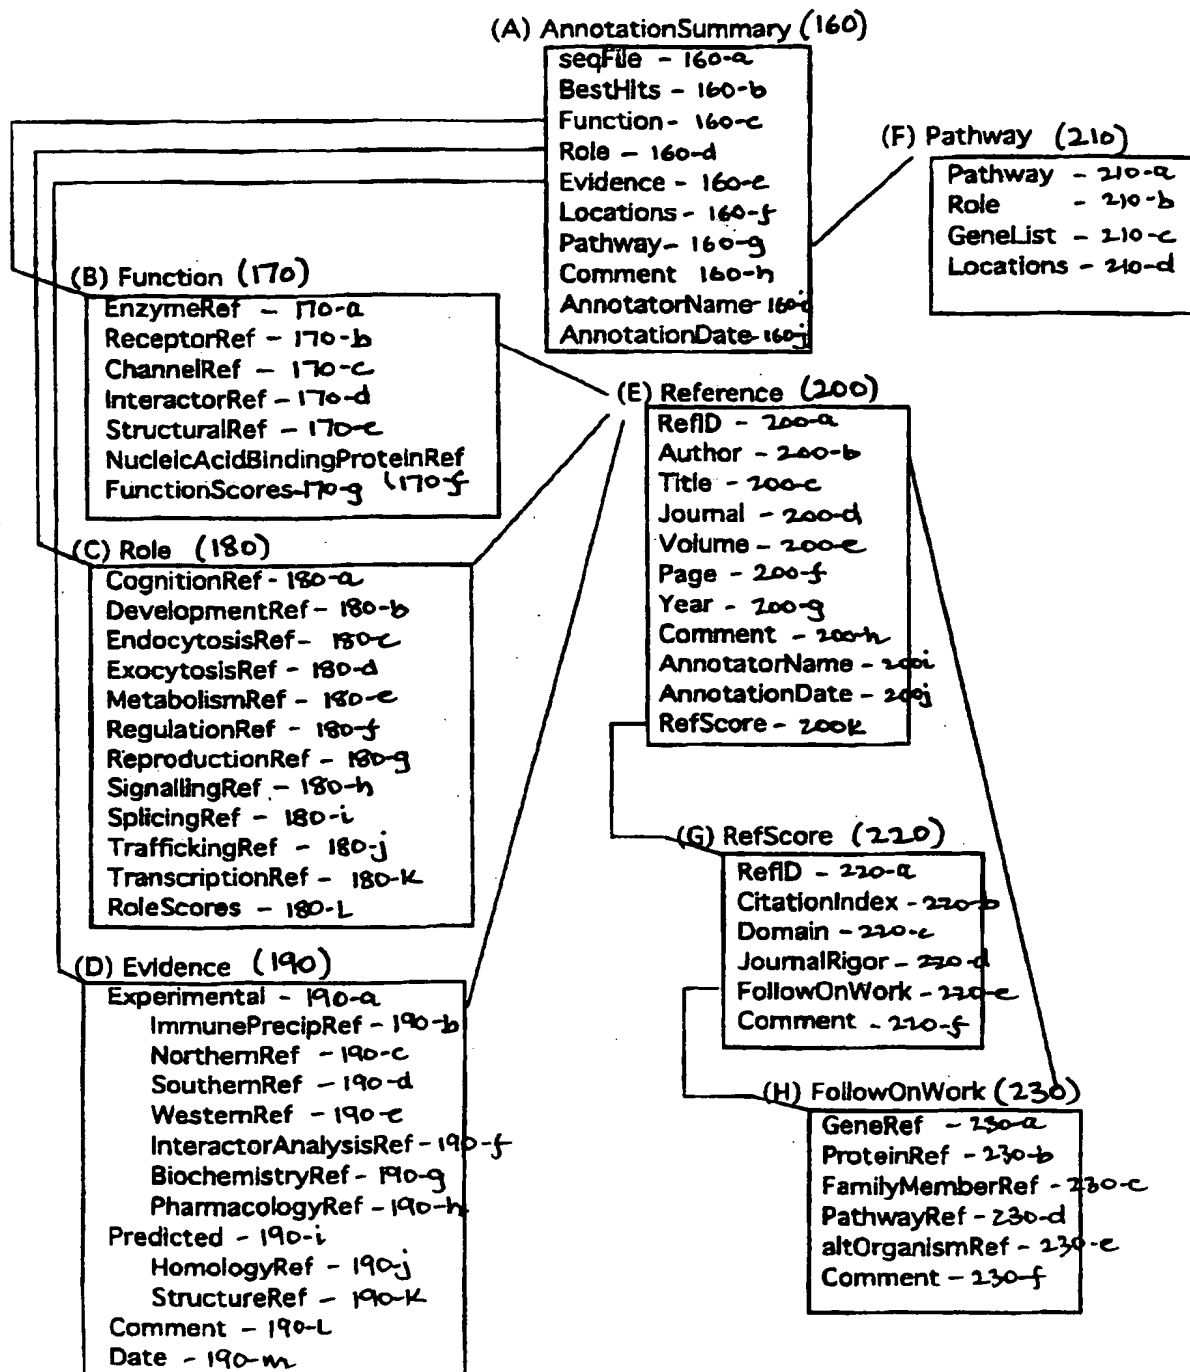 (A) AnnotationSummary (160)
seqFile - 160-a
BestHits - 160-b
Function - 160-c
Role - 160-d
Evidence - 160-e
Locations - 160-f
Pathway - 160-g
Comment 160-h
AnnotatorName - 160-i
AnnotationDate - 160-j
(F) Pathway (210)
Pathway - 210-a
Role - 210-b
GeneList - 210-c
Locations - 210-d
(B) Function (170)
EnzymeRef - 170-a
ReceptorRef - 170-b
ChannelRef - 170-c
InteractorRef - 170-d
StructuralRef - 170-e
NucleicAcidBindingProteinRef
FunctionScores - 170-g 170-f
(E) Reference (200)
RefID - 200-a
Author - 200-b
Title - 200-c
Journal - 200-d
Volume - 200-e
Page - 200-f
Year - 200-g
Comment - 200-h
AnnotatorName - 200i
AnnotationDate - 200j
RefScore - 200k
(C) Role (180)
CognitionRef - 180-a
DevelopmentRef - 180-b
EndocytosisRef - 180-c
ExocytosisRef - 180-d
MetabolismRef - 180-e
RegulationRef - 180-f
ReproductionRef - 180-g
SignallingRef - 180-h
SplicingRef - 180-i
TraffickingRef - 180-j
TranscriptionRef - 180-k
RoleScores - 180-L
(G) RefScore (220)
RefID - 220-a
CitationIndex - 220-b
Domain - 220-c
JournalRigor - 220-d
FollowOnWork - 220-e
Comment - 220-f
(D) Evidence (190)
Experimental - 190-a
ImmunePrecipRef - 190-b
NorthernRef - 190-c
SouthernRef - 190-d
WesternRef - 190-e
InteractorAnalysisRef - 190-f
BiochemistryRef - 190-g
PharmacologyRef - 190-h
Predicted - 190-i
HomologyRef - 190-j
StructureRef - 190-k
Comment - 190-L
Date - 190-m
(H) FollowOnWork (230)
GeneRef - 230-a
ProteinRef - 230-b
FamilyMemberRef - 230-c
PathwayRef - 230-d
altOrganismRef - 230-e
Comment - 230-f